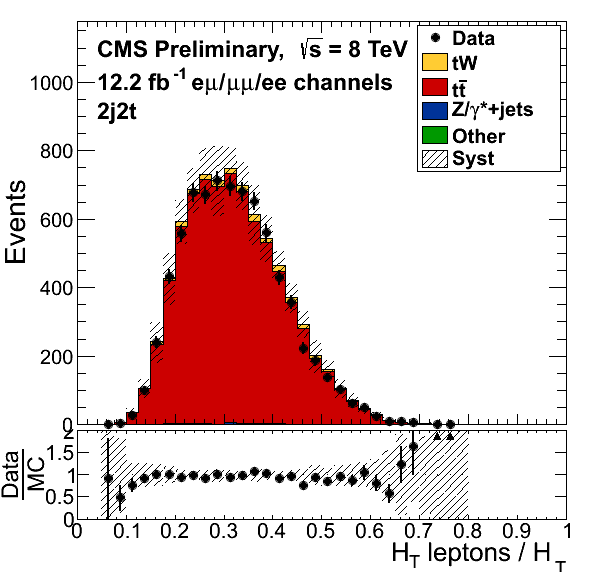 CMS Preliminary, √s = 8 TeV
12.2 fb⁻¹ eμ/μμ/ee channels
2j2t
Data
tW
tt̄
Z/γ*+jets
Other
Syst
Events
1000
800
600
400
200
0
Data
MC
2
1.5
1
0.5
0
0 0.1 0.2 0.3 0.4 0.5 0.6 0.7 0.8 0.9 1
H_T leptons / H_T